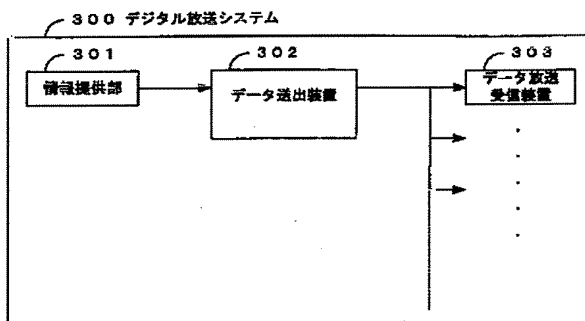 ３００ デジタル放送システム
３０１
情報提供部
３０２
データ送出装置
３０３
データ放送
受信装置